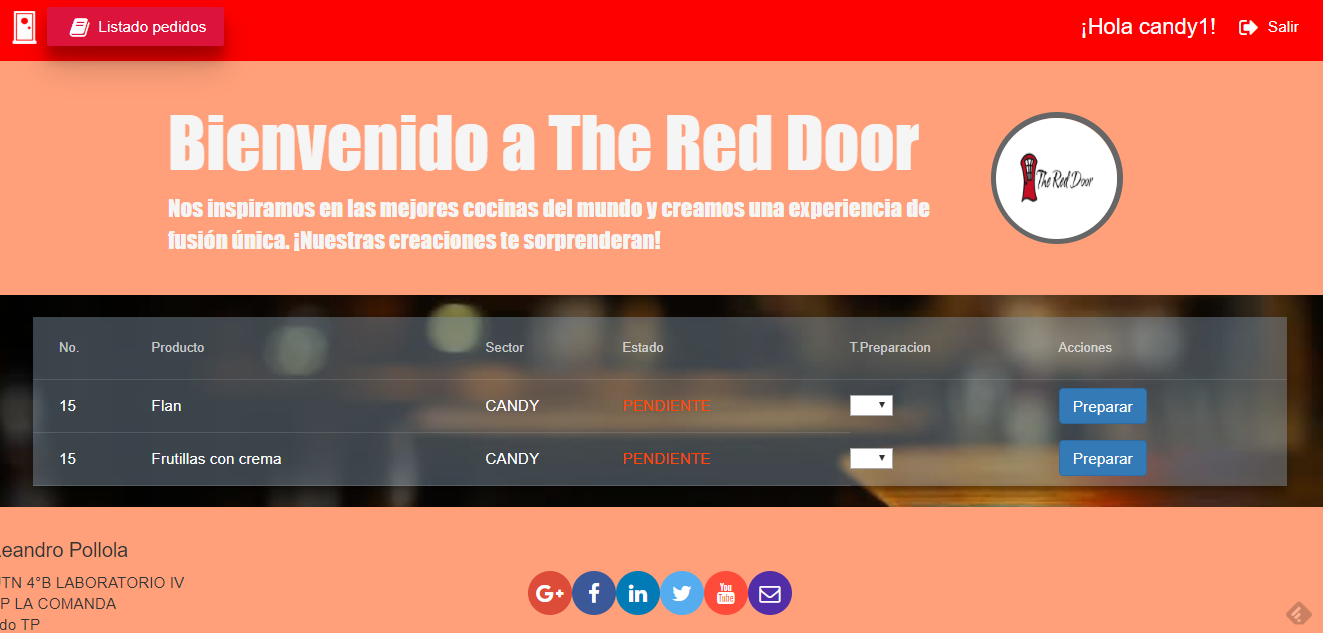 Listado pedidos
¡Hola candy1!
Salir
Bienvenido a The Red Door
Nos inspiramos en las mejores cocinas del mundo y creamos una experiencia de
fusión única. ¡Nuestras creaciones te sorprenderan!
The Red Door
No. Producto Sector Estado T.Preparacion Acciones
15 Flan CANDY PENDIENTE Preparar
15 Frutillas con crema CANDY PENDIENTE Preparar
eandro Pollola
TN 4°B LABORATORIO IV
P LA COMANDA
do TP
G+ f in You Tube